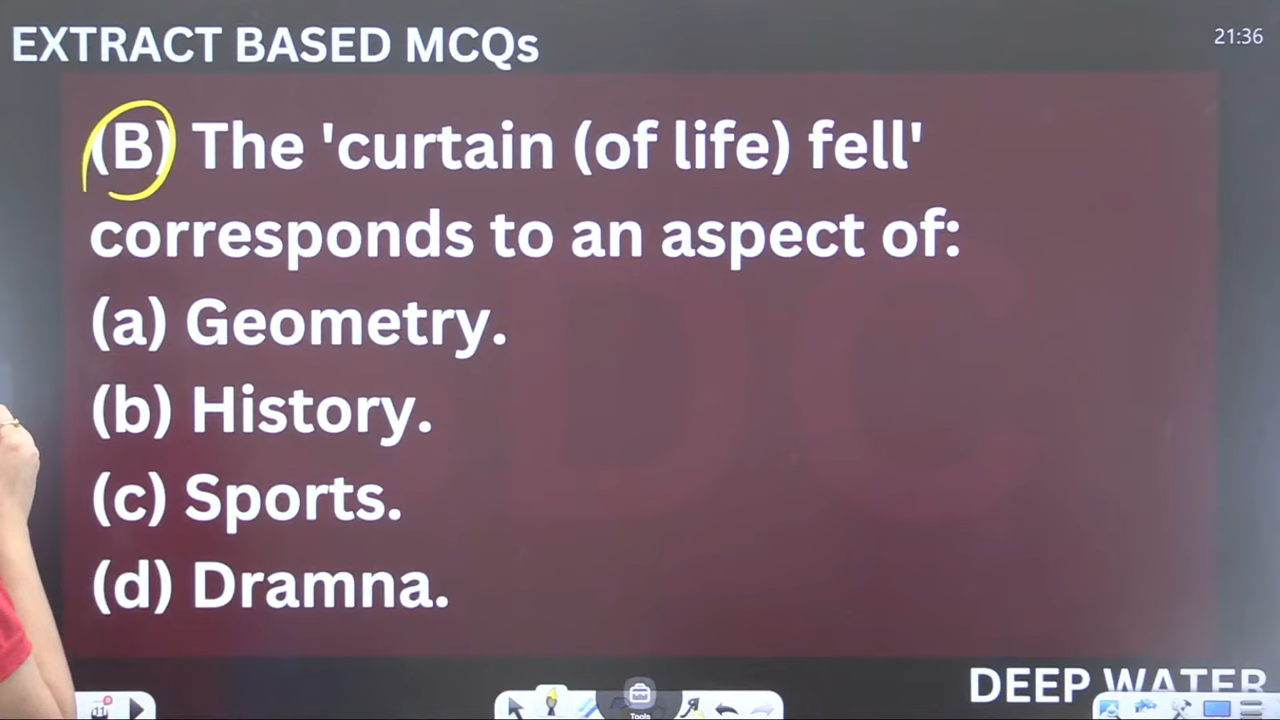 EXTRACT BASED MCQs
21:36
(B) The 'curtain (of life) fell'
corresponds to an aspect of:
(a) Geometry.
(b) History.
(c) Sports.
(d) Dramna.
DC
DEEP WATER
Tools